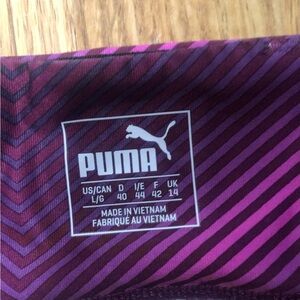 PUMA
US/CAN D I/E F UK
L/G 40 44 42 14
MADE IN VIETNAM
FABRIQUÉ AU VIETNAM